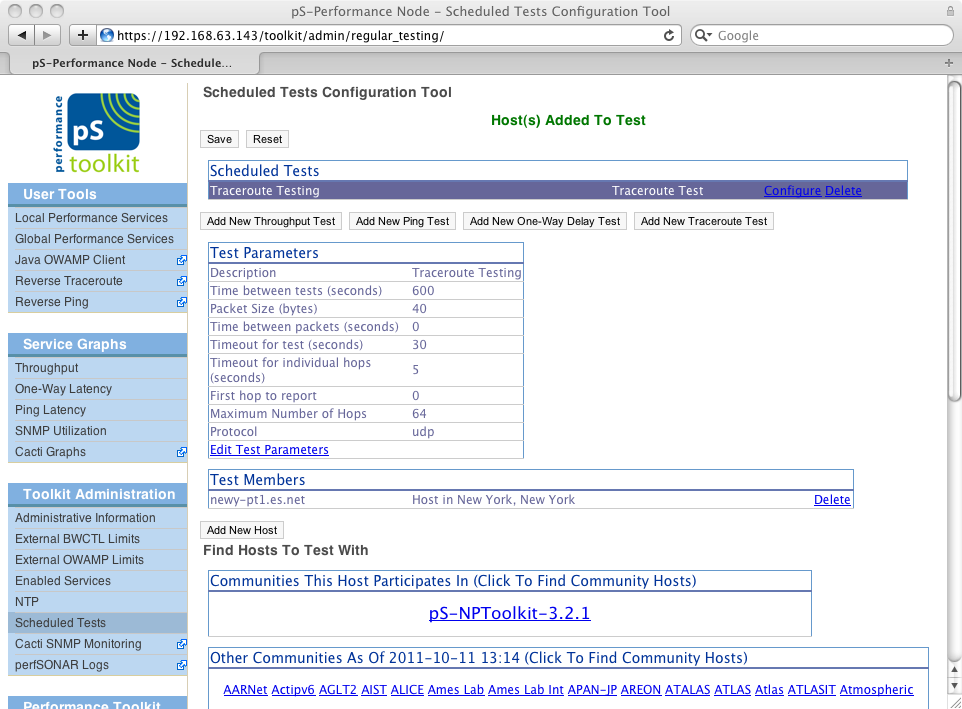 pS-Performance Node – Scheduled Tests Configuration Tool
https://192.168.63.143/toolkit/admin/regular_testing/
Google
pS-Performance Node – Schedule...
performance
pS
toolkit
User Tools
Local Performance Services
Global Performance Services
Java OWAMP Client
Reverse Traceroute
Reverse Ping
Service Graphs
Throughput
One-Way Latency
Ping Latency
SNMP Utilization
Cacti Graphs
Toolkit Administration
Administrative Information
External BWCTL Limits
External OWAMP Limits
Enabled Services
NTP
Scheduled Tests
Cacti SNMP Monitoring
perfSONAR Logs
Performance Toolkit
Scheduled Tests Configuration Tool
Host(s) Added To Test
Save Reset
Scheduled Tests
Traceroute Testing Traceroute Test Configure Delete
Add New Throughput Test Add New Ping Test Add New One-Way Delay Test Add New Traceroute Test
Test Parameters
Description Traceroute Testing
Time between tests (seconds) 600
Packet Size (bytes) 40
Time between packets (seconds) 0
Timeout for test (seconds) 30
Timeout for individual hops
(seconds) 5
First hop to report 0
Maximum Number of Hops 64
Protocol udp
Edit Test Parameters
Test Members
newy-pt1.es.net Host in New York, New York Delete
Add New Host
Find Hosts To Test With
Communities This Host Participates In (Click To Find Community Hosts)
pS-NPToolkit-3.2.1
Other Communities As Of 2011-10-11 13:14 (Click To Find Community Hosts)
AARNet Actipv6 AGLT2 AIST ALICE Ames Lab Ames Lab Int APAN-JP AREON ATALAS ATLAS Atlas ATLASIT Atmospheric